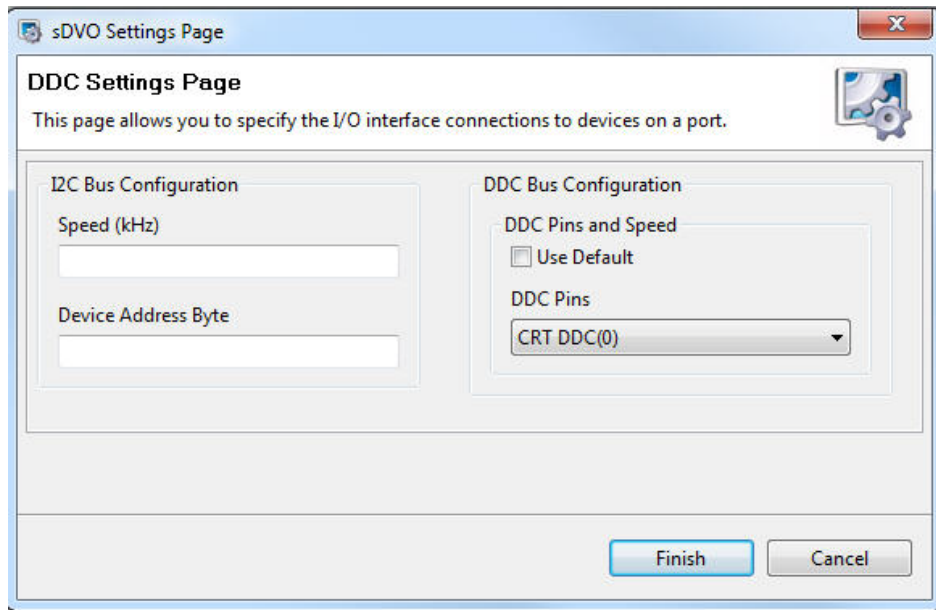 sDVO Settings Page
DDC Settings Page
This page allows you to specify the I/O interface connections to devices on a port.
I2C Bus Configuration
Speed (kHz)
Device Address Byte
DDC Bus Configuration
DDC Pins and Speed
Use Default
DDC Pins
CRT DDC(0)
Finish
Cancel